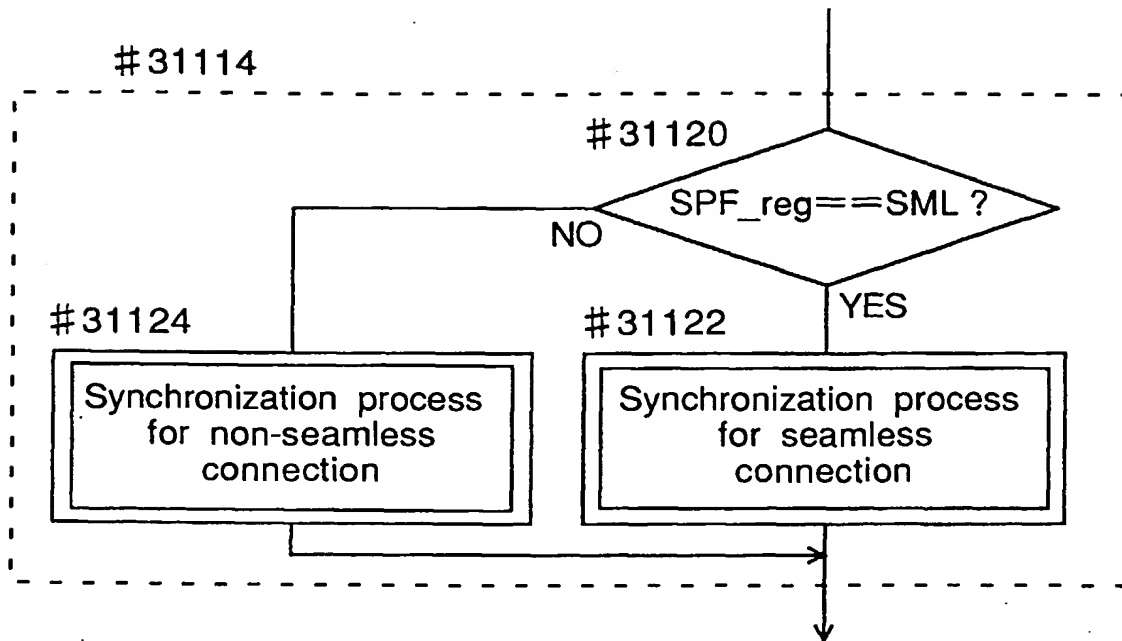 #31114
#31120
SPF_reg==SML ?
NO
YES
#31124
#31122
Synchronization process
for non-seamless
connection
Synchronization process
for seamless
connection